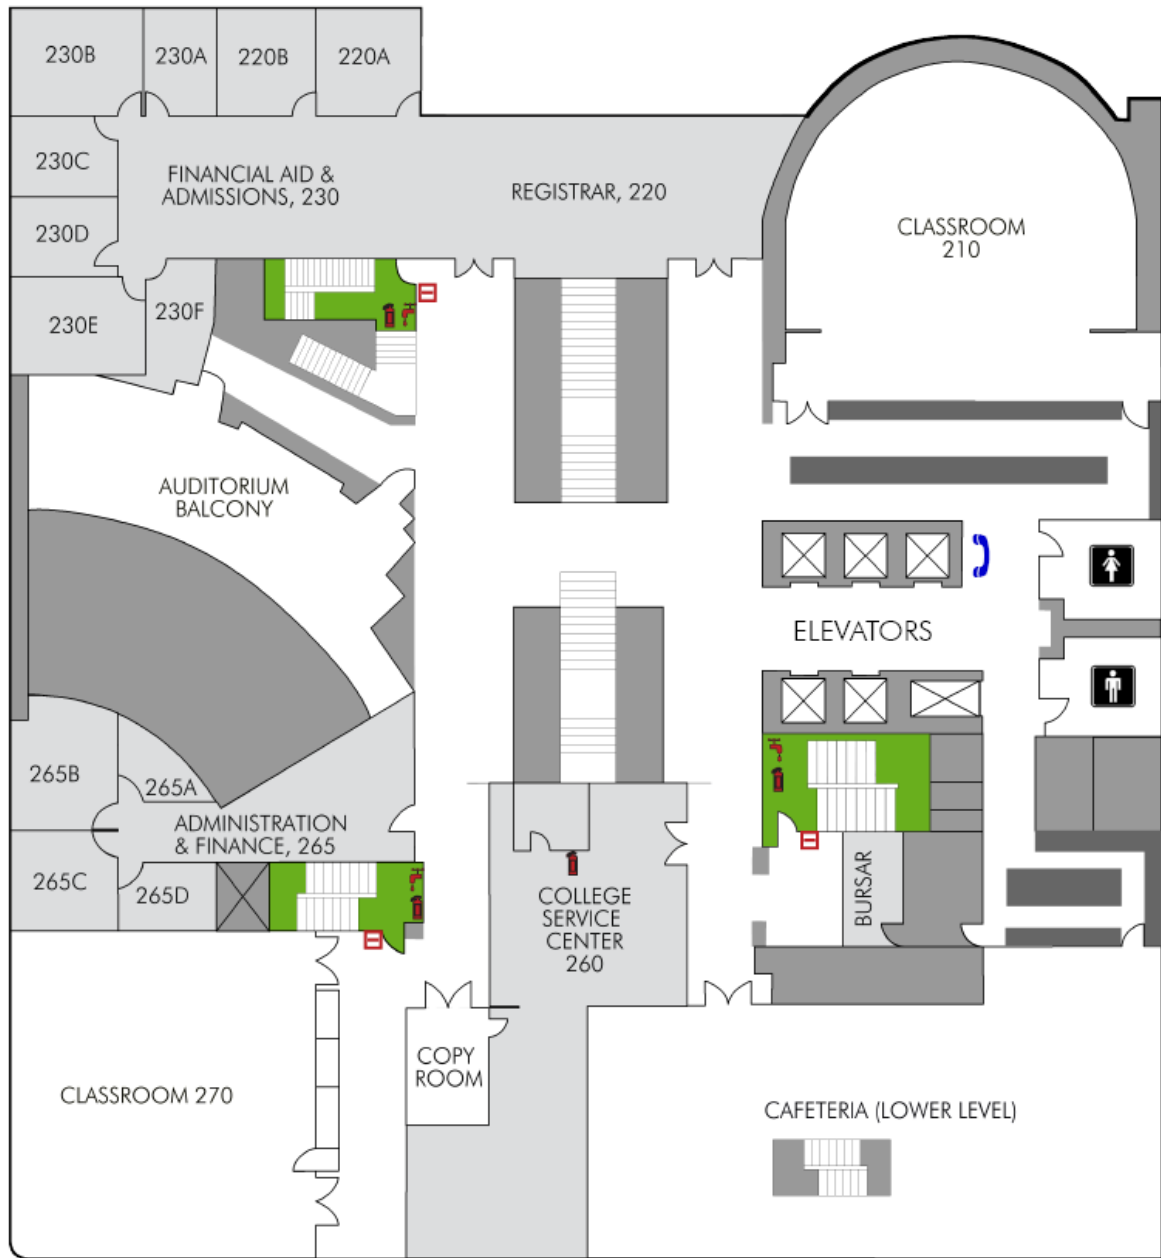 230B
230A
220B
220A
230C
FINANCIAL AID &
ADMISSIONS, 230
REGISTRAR, 220
CLASSROOM
210
230D
230E
230F
AUDITORIUM
BALCONY
ELEVATORS
265B
265A
ADMINISTRATION
& FINANCE, 265
265C
265D
COLLEGE
SERVICE
CENTER
260
BURSAR
COPY
ROOM
CLASSROOM 270
CAFETERIA (LOWER LEVEL)